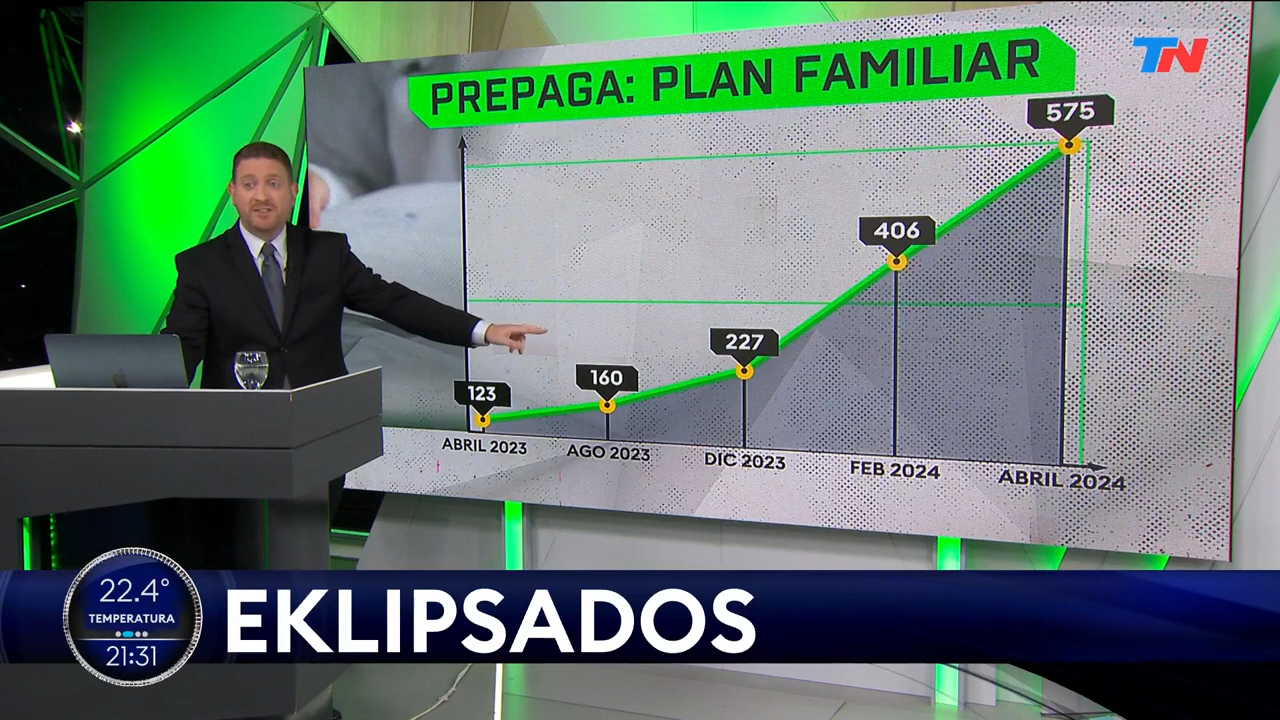 PREPAGA: PLAN FAMILIAR
TN
575
406
227
160
123
ABRIL 2023
AGO 2023
DIC 2023
FEB 2024
ABRIL 2024
22.4°
TEMPERATURA
21:31
EKLIPSADOS